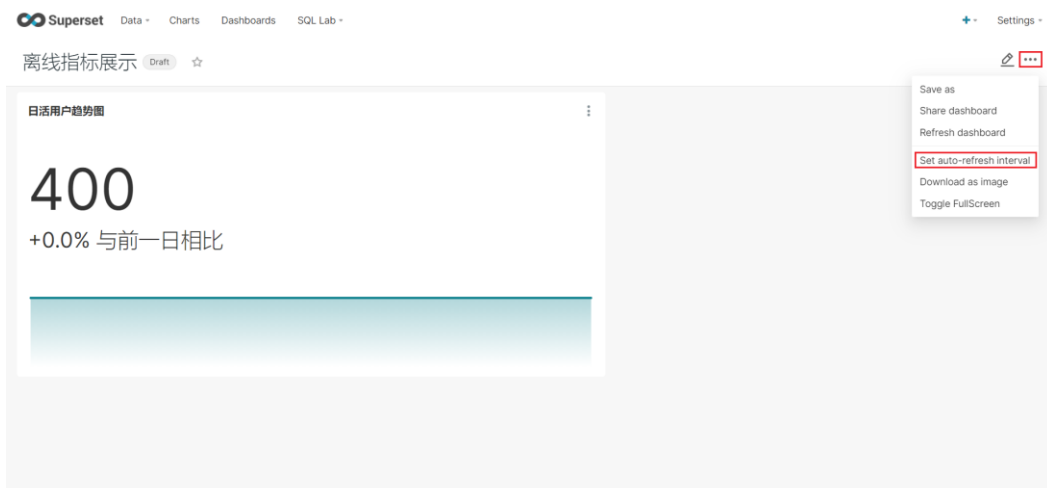 Superset Data Charts Dashboards SQL Lab + Settings
离线指标展示 Draft
Save as
Share dashboard
Refresh dashboard
Set auto-refresh interval
Download as image
Toggle FullScreen
日活用户趋势图
400
+0.0% 与前一日相比